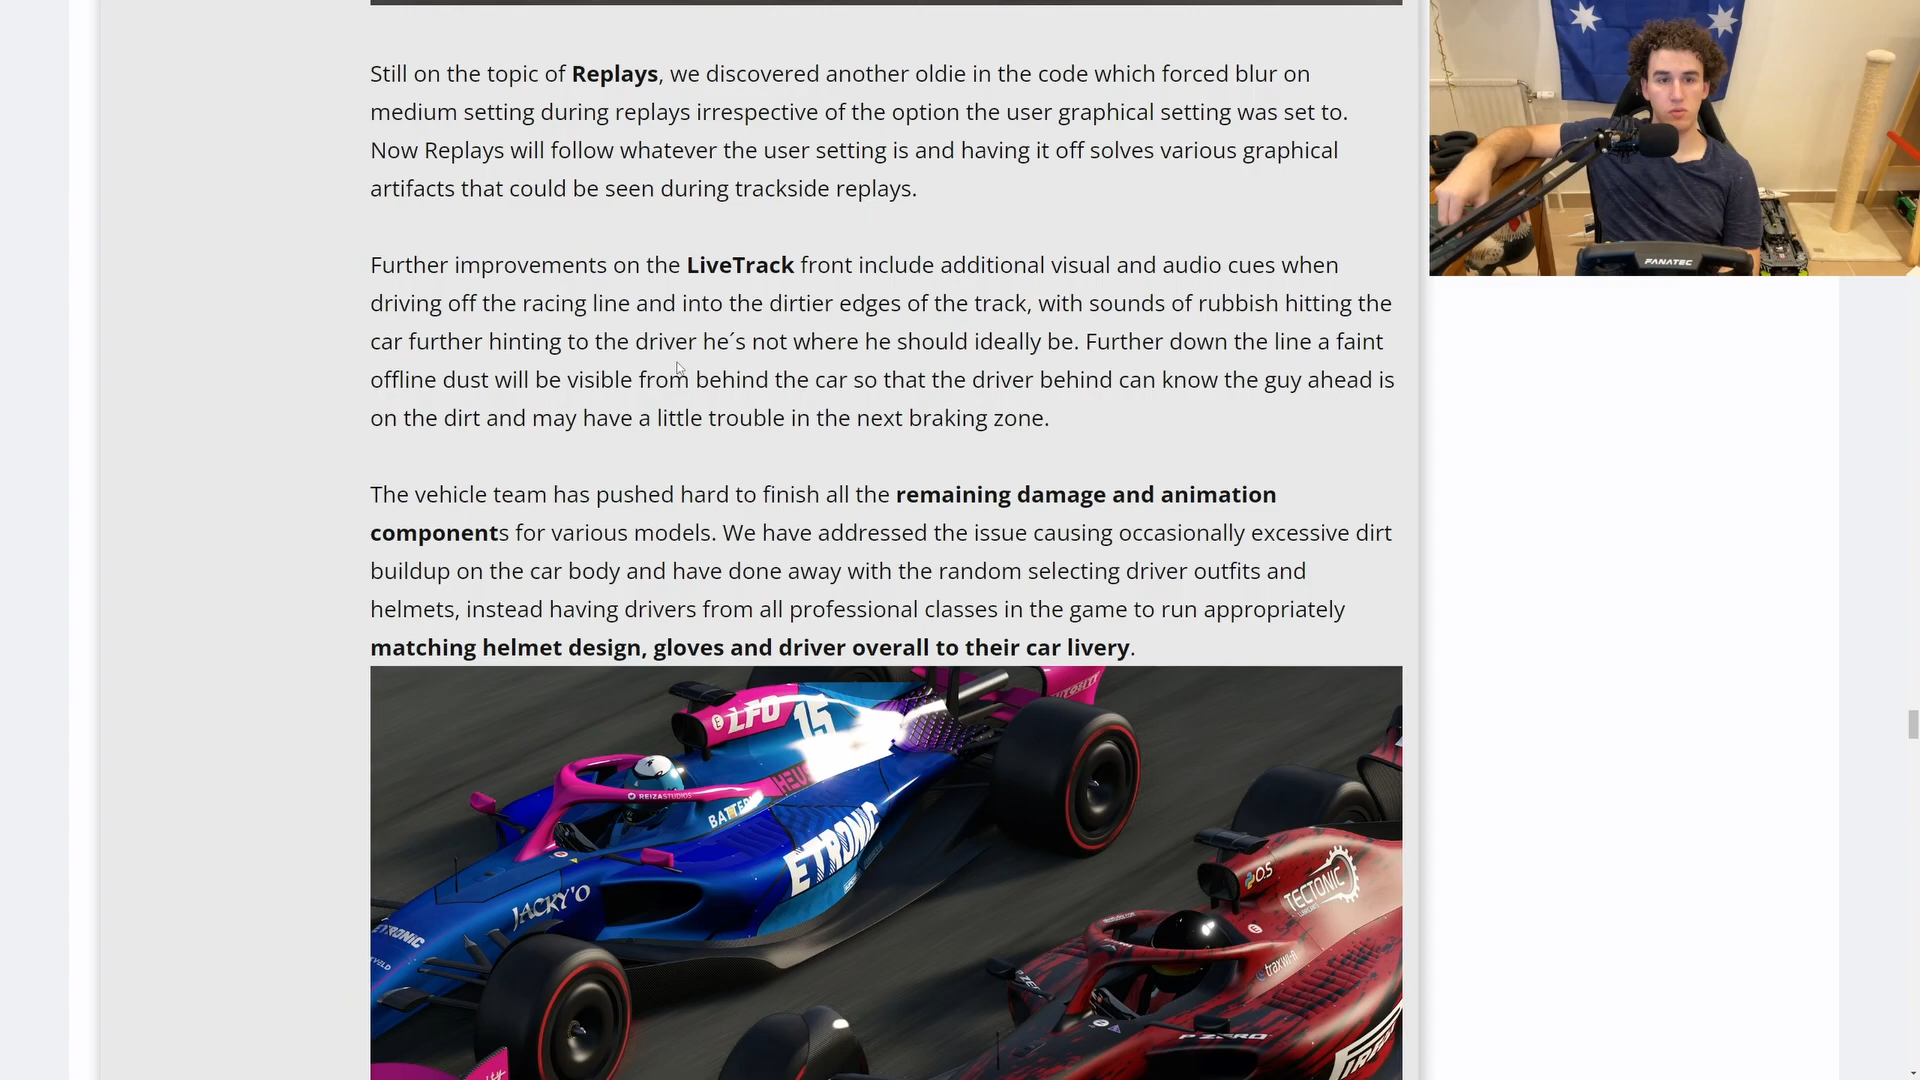 Still on the topic of Replays, we discovered another oldie in the code which forced blur on
medium setting during replays irrespective of the option the user graphical setting was set to.
Now Replays will follow whatever the user setting is and having it off solves various graphical
artifacts that could be seen during trackside replays.
Further improvements on the LiveTrack front include additional visual and audio cues when
driving off the racing line and into the dirtier edges of the track, with sounds of rubbish hitting the
car further hinting to the driver he´s not where he should ideally be. Further down the line a faint
offline dust will be visible from behind the car so that the driver behind can know the guy ahead is
on the dirt and may have a little trouble in the next braking zone.
The vehicle team has pushed hard to finish all the remaining damage and animation
components for various models. We have addressed the issue causing occasionally excessive dirt
buildup on the car body and have done away with the random selecting driver outfits and
helmets, instead having drivers from all professional classes in the game to run appropriately
matching helmet design, gloves and driver overall to their car livery.
FANATEC
LFO 15
REIZASTUDIOS
ETRONIC
JACKY'O
ETRONIC
O.S
TECTONIC
traxwi-fi
P ZERO